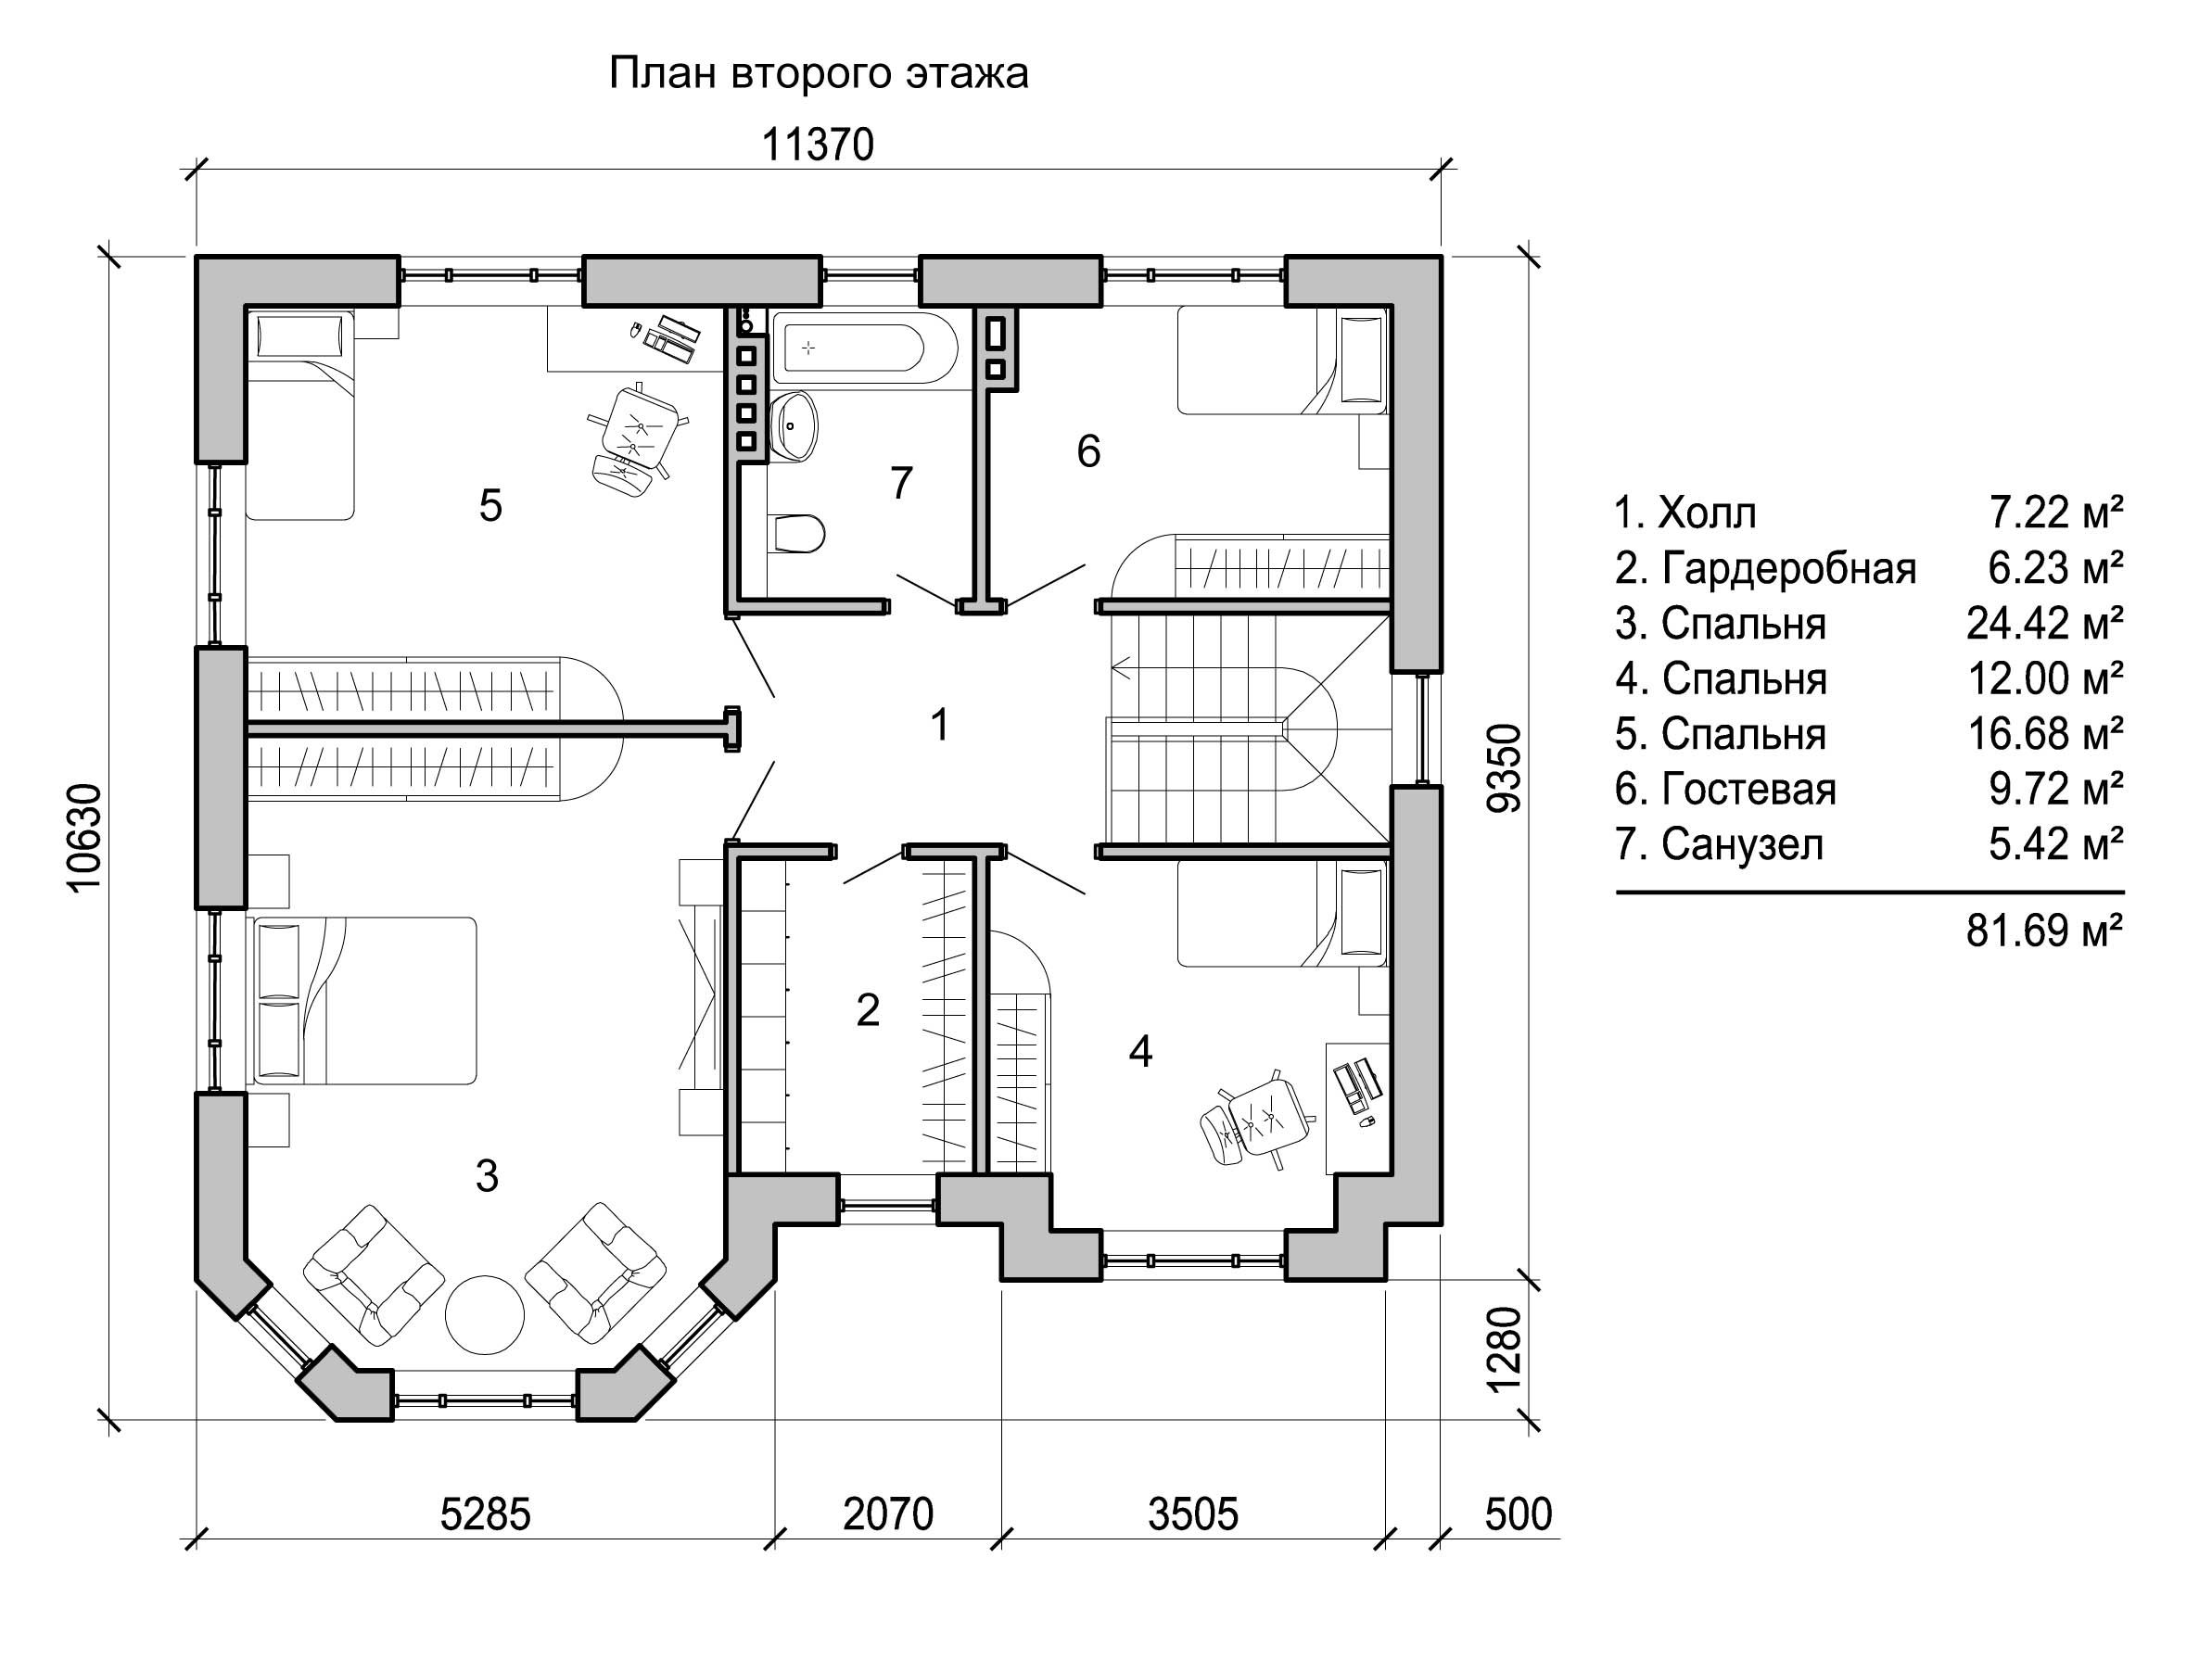 План второго этажа
11370
5
7
6
1. Холл 7.22 м²
2. Гардеробная 6.23 м²
3. Спальня 24.42 м²
4. Спальня 12.00 м²
5. Спальня 16.68 м²
6. Гостевая 9.72 м²
7. Санузел 5.42 м²
81.69 м²
1
10630
9350
2
4
3
1280
5285
2070
3505
500